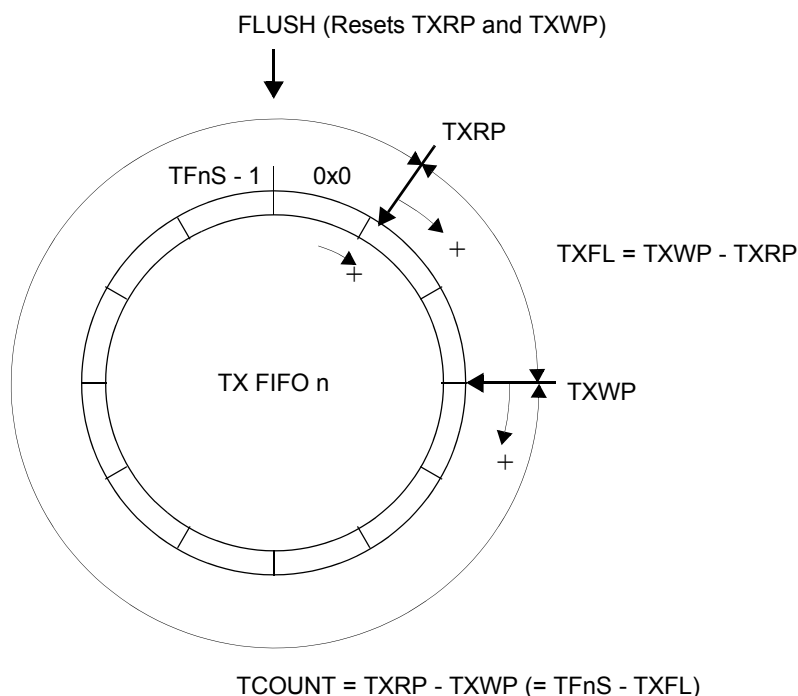 FLUSH (Resets TXRP and TXWP)
TXRP
TFnS - 1
0x0
+
+
TXFL = TXWP - TXRP
TX FIFO n
TXWP
+
TCOUNT = TXRP - TXWP (= TFnS - TXFL)